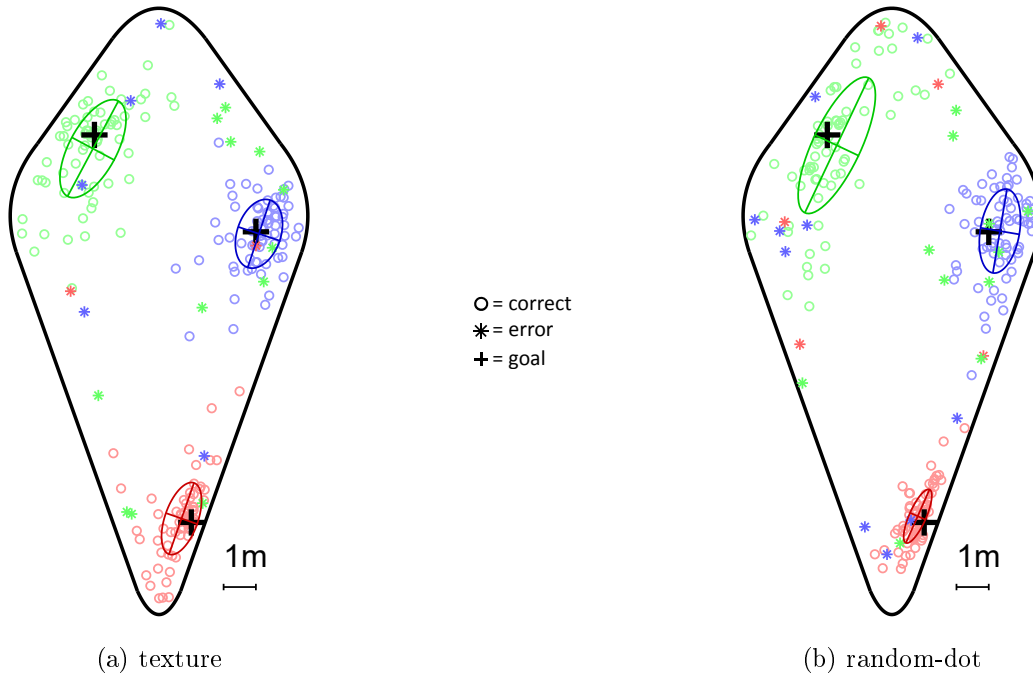 = correct
= error
= goal
1m
1m
(a) texture
(b) random-dot